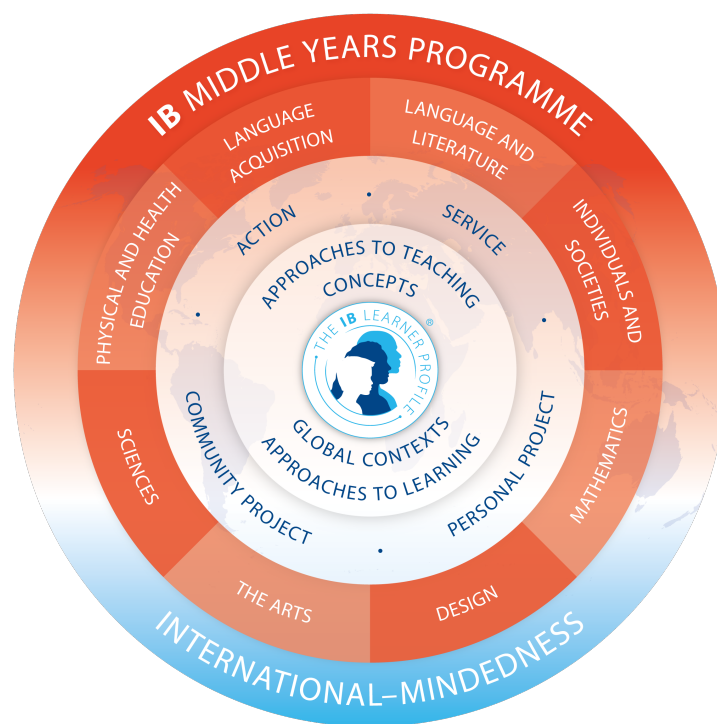 IB MIDDLE YEARS PROGRAMME
LANGUAGE
ACQUISITION
LANGUAGE AND
LITERATURE
INDIVIDUALS AND
SOCIETIES
MATHEMATICS
DESIGN
THE ARTS
SCIENCES
PHYSICAL AND HEALTH
EDUCATION
ACTION
SERVICE
PERSONAL PROJECT
COMMUNITY PROJECT
APPROACHES TO TEACHING
CONCEPTS
THE IB LEARNER PROFILE
®
GLOBAL CONTEXTS
APPROACHES TO LEARNING
INTERNATIONAL–MINDEDNESS